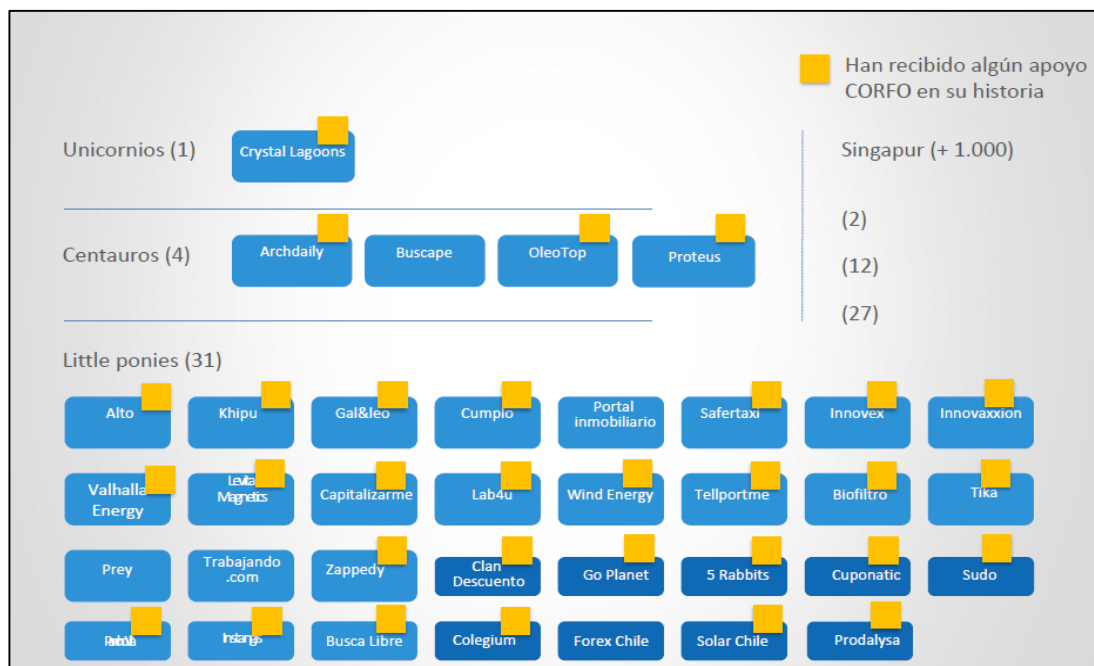 Han recibido algún apoyo
CORFO en su historia
Unicornios (1)
Crystal Lagoons
Singapur (+ 1.000)
Centauros (4)
Archdaily
Buscape
OleoTop
Proteus
(2)
(12)
(27)
Little ponies (31)
Alto
Khipu
Gal&leo
Cumplo
Portal
inmobiliario
Safertaxi
Innovex
Innovaxxion
Valhalla
Energy
Magnetics
Capitalizarme
Lab4u
Wind Energy
Tellportme
Biofiltro
Tika
Prey
Trabajando
.com
Zappedy
Clan
Descuento
Go Planet
5 Rabbits
Cuponatic
Sudo
Busca Libre
Colegium
Forex Chile
Solar Chile
Prodalysa